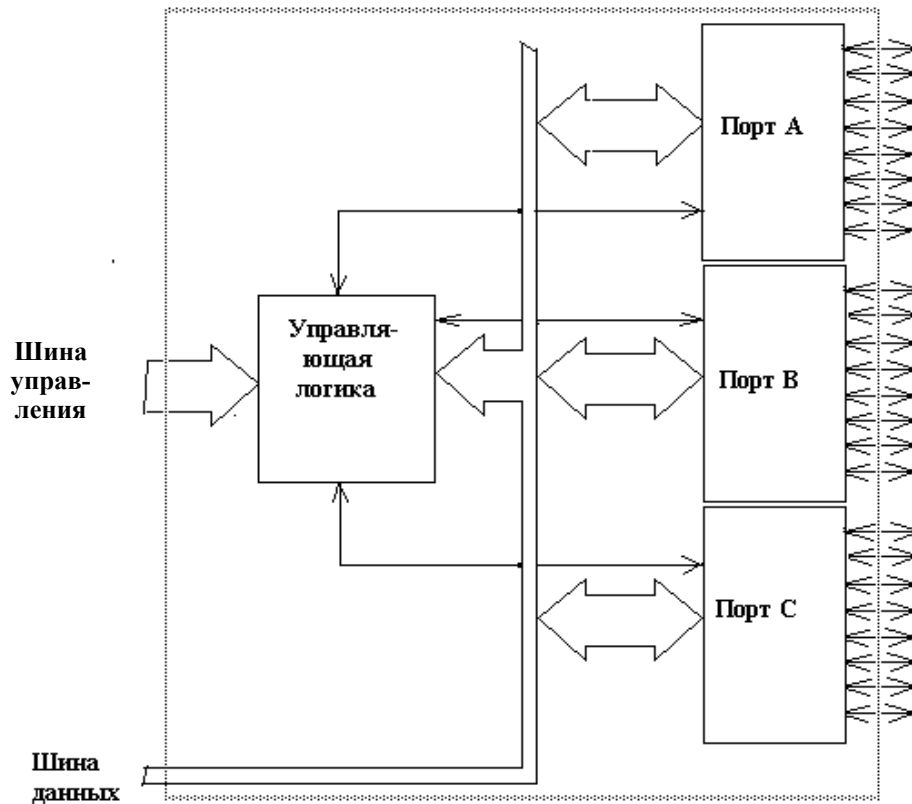 Порт A
Управля-
ющая
логика
Шина
управ-
ления
Порт B
Порт C
Шина
данных